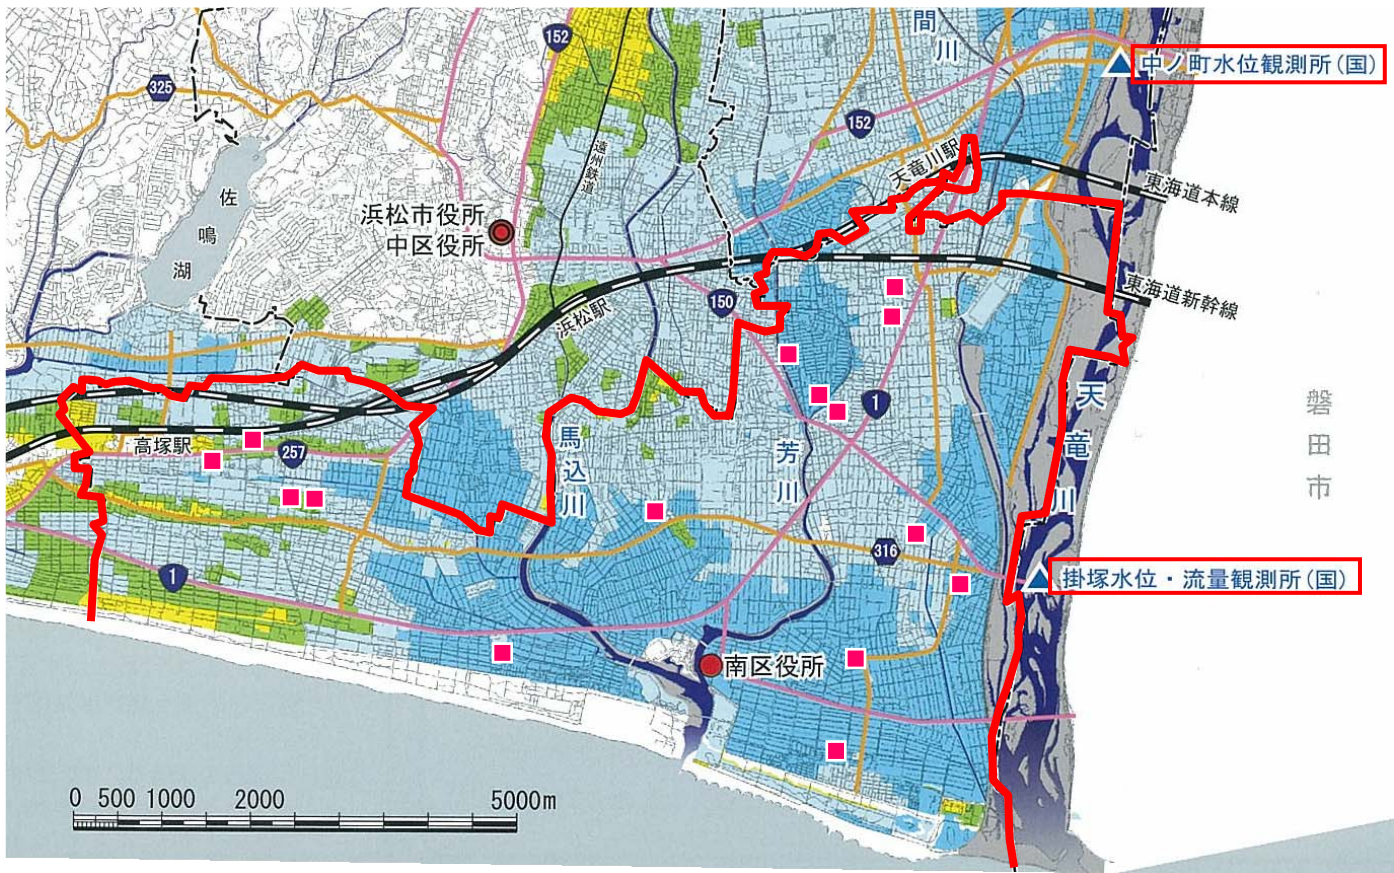 間
川
152
中ノ町水位観測所(国)
325
152
遠州鉄道
天竜川駅
東海道本線
佐
鳴
湖
浜松市役所
中区役所
東海道新幹線
150
浜松駅
天
竜
川
磐
田
市
1
高塚駅
257
馬
込
川
芳
川
316
掛塚水位・流量観測所(国)
1
南区役所
0 500 1000 2000 5000m